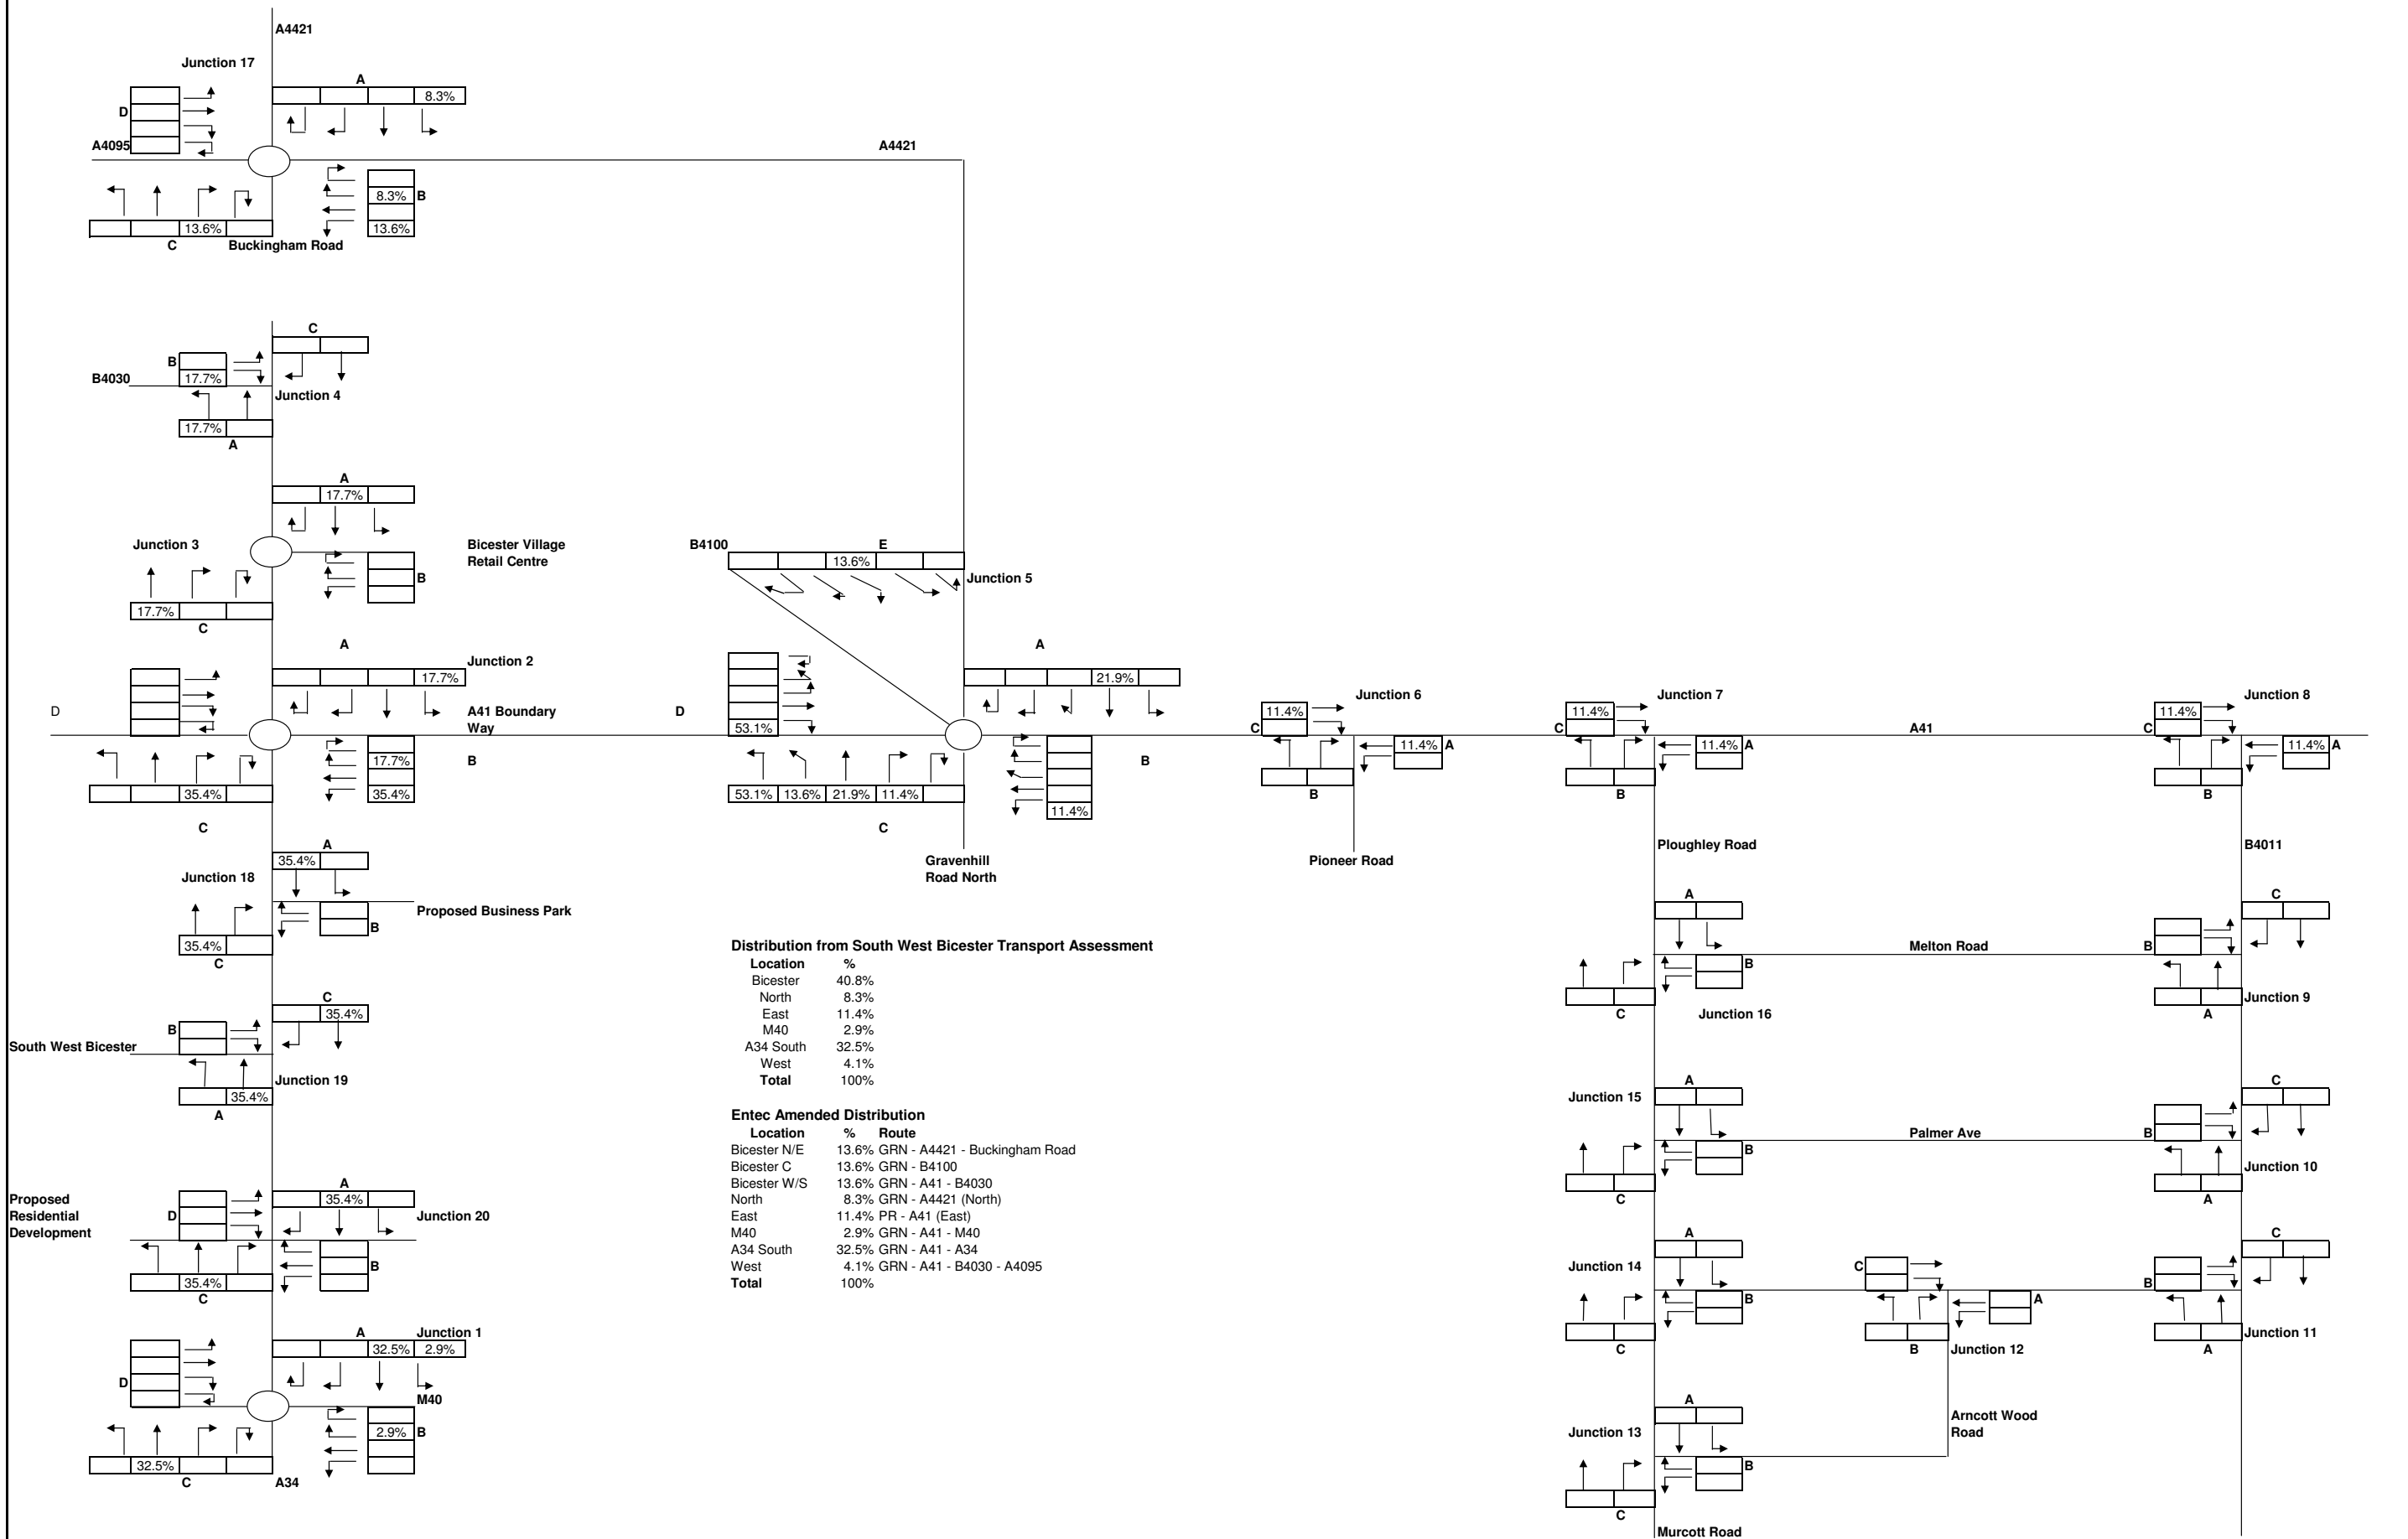 A4421
Junction 17
A
8.3%
D
A4095
A4421
8.3%
B
13.6%
13.6%
C
Buckingham Road
C
B
17.7%
B4030
Junction 4
17.7%
A
A
17.7%
Junction 3
Bicester Village
Retail Centre
B
17.7%
C
B4100
E
13.6%
Junction 5
A
Junction 2
17.7%
D
A41 Boundary
Way
17.7%
B
35.4%
35.4%
C
D
53.1%
A
21.9%
B
53.1%
13.6%
21.9%
11.4%
11.4%
C
Gravenhill
Road North
Junction 6
11.4%
C
11.4%
A
B
Pioneer Road
Junction 7
11.4%
C
11.4%
A
B
A41
Junction 8
11.4%
C
11.4%
A
B
Ploughley Road
B4011
A
35.4%
Junction 18
Proposed Business Park
B
35.4%
C
C
35.4%
B
South West Bicester
Junction 19
35.4%
A
A
35.4%
Proposed
Residential
Development
D
Junction 20
B
35.4%
C
A
Junction 1
32.5%
2.9%
D
M40
2.9%
B
32.5%
C
A34
Distribution from South West Bicester Transport Assessment
Location %
Bicester 40.8%
North 8.3%
East 11.4%
M40 2.9%
A34 South 32.5%
West 4.1%
Total 100%
Entec Amended Distribution
Location % Route
Bicester N/E 13.6% GRN - A4421 - Buckingham Road
Bicester C 13.6% GRN - B4100
Bicester W/S 13.6% GRN - A41 - B4030
North 8.3% GRN - A4421 (North)
East 11.4% PR - A41 (East)
M40 2.9% GRN - A41 - M40
A34 South 32.5% GRN - A41 - A34
West 4.1% GRN - A41 - B4030 - A4095
Total 100%
A
B
C
Junction 16
Melton Road
C
B
Junction 9
A
A
Junction 15
B
C
Palmer Ave
C
B
Junction 10
A
A
Junction 14
B
C
C
A
B
Junction 12
C
B
Junction 11
A
A
Junction 13
B
C
Arncott Wood
Road
Murcott Road